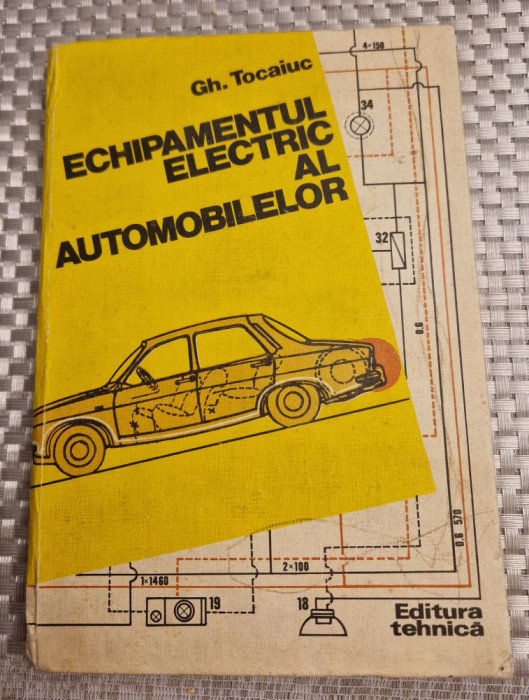 Gh. Tocaiuc
ECHIPAMENTUL
ELECTRIC
AL
AUTOMOBILELOR
4×150
34
32
0,6
0,6 570
2×100
1×1460
19
18
Editura
tehnică